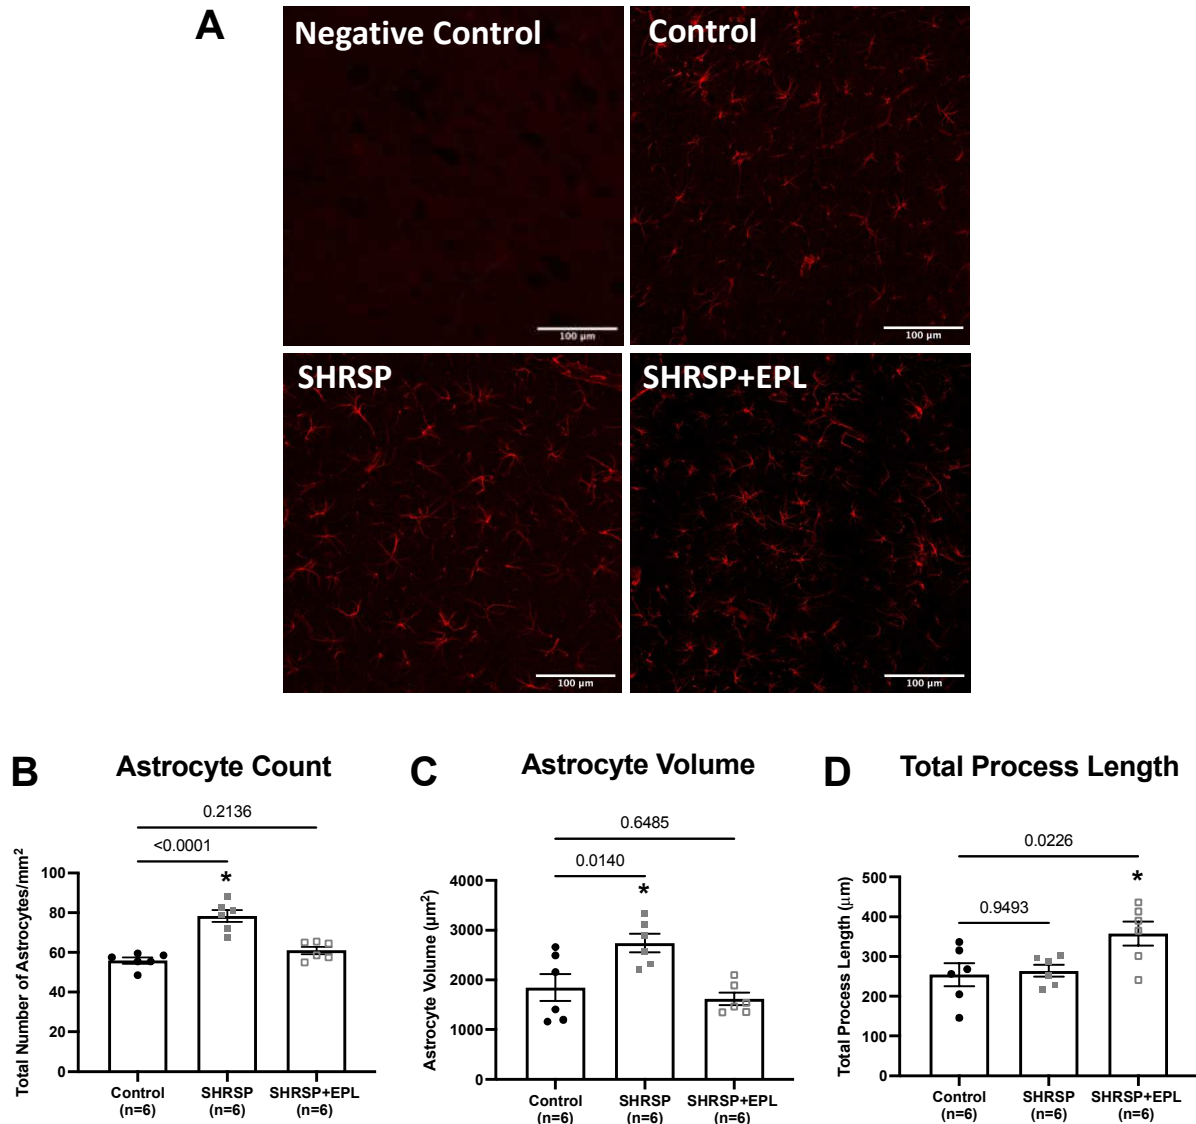 A
Negative Control
100 µm
Control
100 µm
SHRSP
100 µm
SHRSP+EPL
100 µm
B
Astrocyte Count
0.2136
<0.0001
*
Total Number of Astrocytes/mm²
100
80
60
40
20
0
Control
(n=6)
SHRSP
(n=6)
SHRSP+EPL
(n=6)
C
Astrocyte Volume
0.6485
0.0140
*
Astrocyte Volume (µm²)
4000
3000
2000
1000
0
Control
(n=6)
SHRSP
(n=6)
SHRSP+EPL
(n=6)
D
Total Process Length
0.0226
*
0.9493
Total Process Length (µm)
500
400
300
200
100
0
Control
(n=6)
SHRSP
(n=6)
SHRSP+EPL
(n=6)